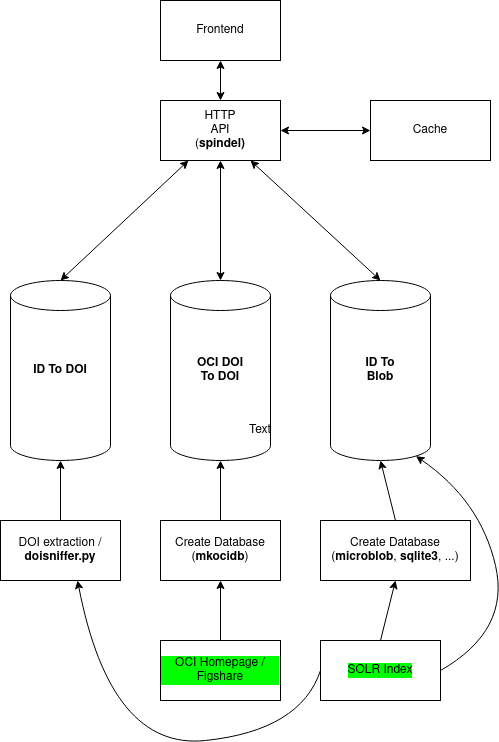 Frontend
HTTP
API
(spindel)
Cache
ID To DOI
OCI DOI
To DOI
ID To
Blob
Text
DOI extraction /
doisniffer.py
Create Database
(mkocidb)
Create Database
(microblob, sqlite3, ...)
OCI Homepage /
Figshare
SOLR Index